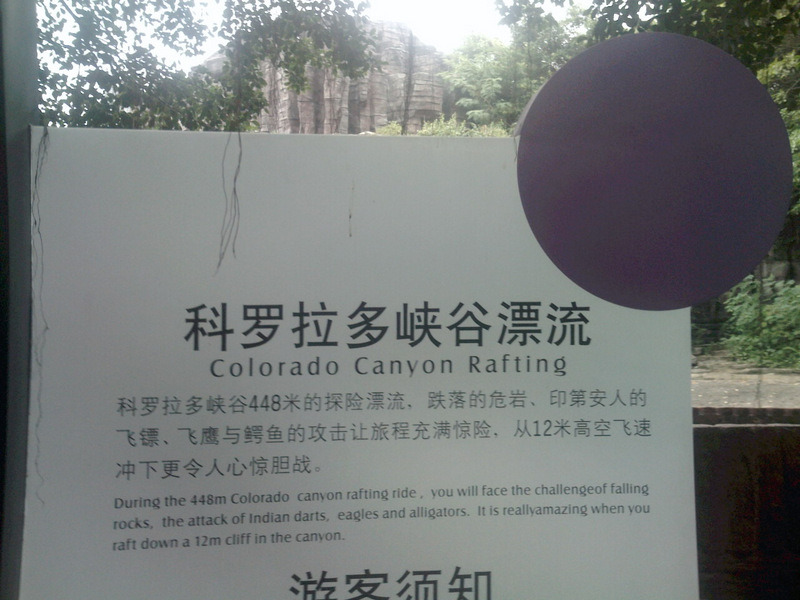 科罗拉多峡谷漂流
Colorado Canyon Rafting
科罗拉多峡谷448米的探险漂流，跌落的危岩、印第安人的
飞镖、飞鹰与鳄鱼的攻击让旅程充满惊险，从12米高空飞速
冲下更令人心惊胆战。
During the 448m Colorado canyon rafting ride , you will face the challengeof falling
rocks, the attack of Indian darts, eagles and alligators. It is reallyamazing when you
raft down a 12m cliff in the canyon.
游客须知